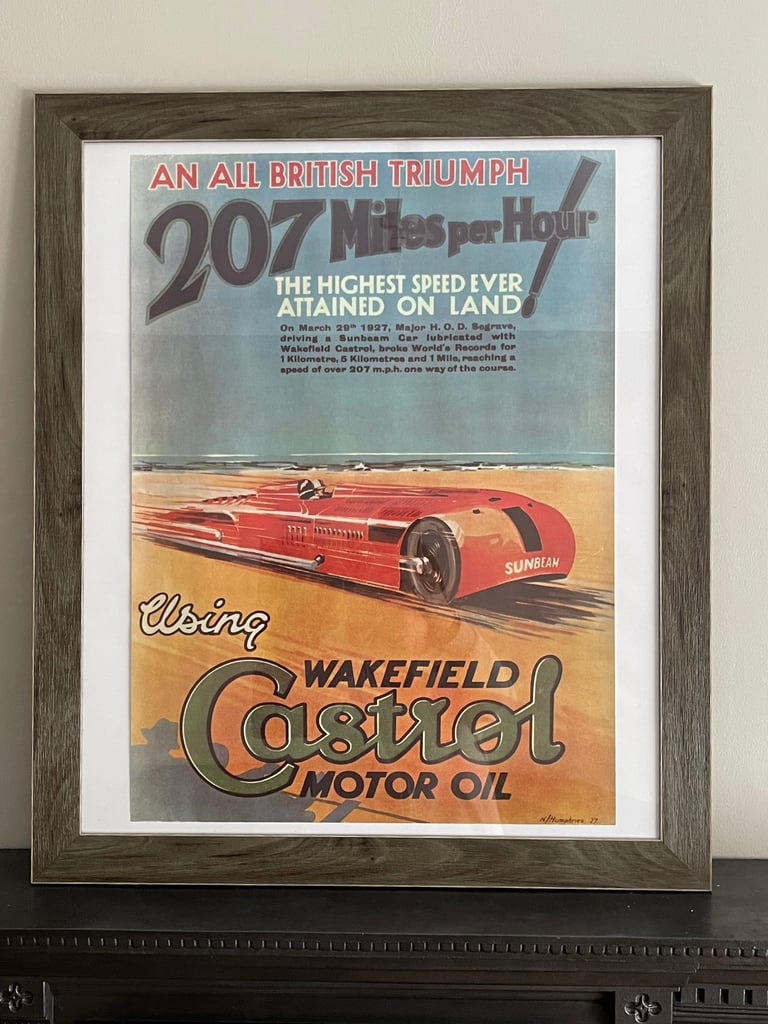 AN ALL BRITISH TRIUMPH
207 Miles per Hour!
THE HIGHEST SPEED EVER
ATTAINED ON LAND
On March 29th 1927, Major H. O. D. Segrave,
driving a Sunbeam Car lubricated with
Wakefield Castrol, broke World's Records for
1 Kilometre, 5 Kilometres and 1 Mile, reaching a
speed of over 207 m.p.h. one way of the course.
SUNBEAM
Using
WAKEFIELD
Castrol
MOTOR OIL
Humphries 27